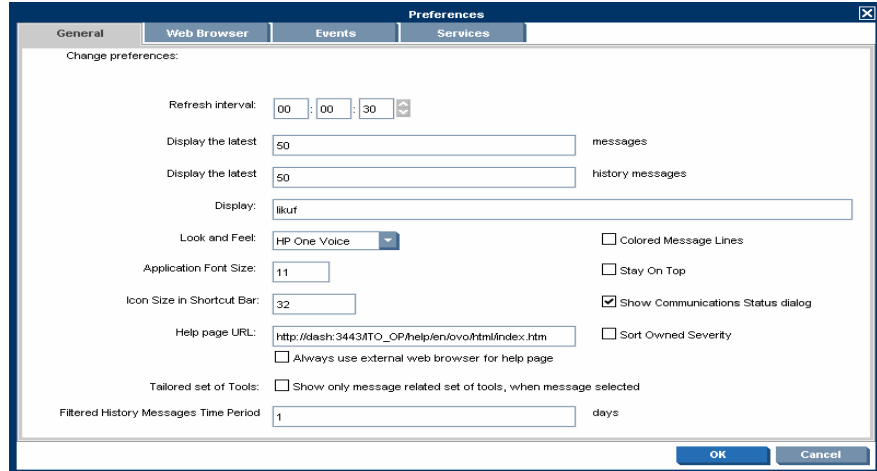 Preferences
General Web Browser Events Services
Change preferences:
Refresh interval: 00 : 00 : 30
Display the latest 50 messages
Display the latest 50 history messages
Display: likuf
Look and Feel: HP One Voice Colored Message Lines
Application Font Size: 11 Stay On Top
Icon Size in Shortcut Bar: 32 Show Communications Status dialog
Help page URL: http://dash:3443/ITO_OP/help/en/ovo/html/index.htm Sort Owned Severity
Always use external web browser for help page
Tailored set of Tools: Show only message related set of tools, when message selected
Filtered History Messages Time Period 1 days
OK Cancel